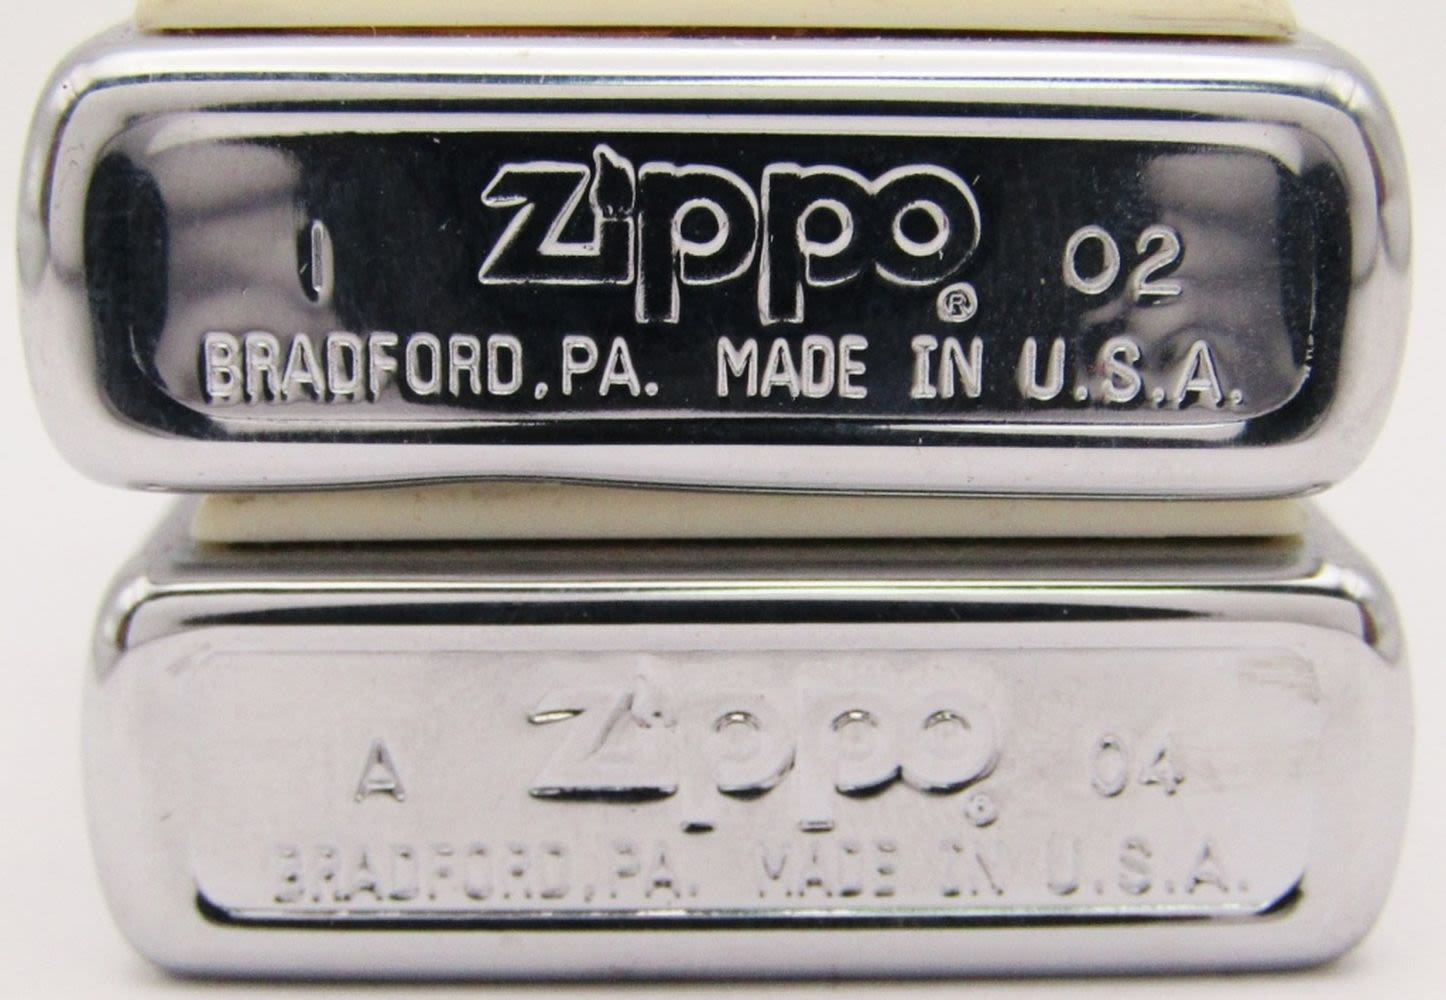 I zippo ® 02
BRADFORD, PA. MADE IN U.S.A.
A zippo ® 04
BRADFORD, PA. MADE IN U.S.A.